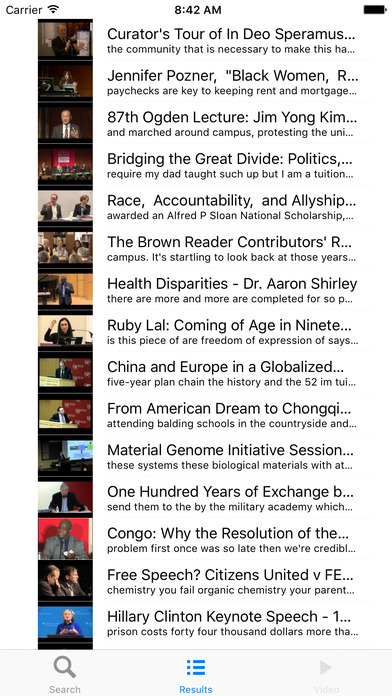 Carrier 8:42 AM
Curator's Tour of In Deo Speramus...
the community that is necessary to make this ha...
Jennifer Pozner,  "Black Women,  R...
paychecks are key to keeping rent and mortgage...
87th Ogden Lecture: Jim Yong Kim...
and marched around campus, protesting the uni...
Bridging the Great Divide: Politics,...
require my dad taught such up but I am a tuition...
Race,  Accountability,  and Allyship...
awarded an Alfred P Sloan National Scholarship,...
The Brown Reader Contributors' R...
campus. It's startling to look back at those years...
Health Disparities - Dr. Aaron Shirley
there are more and more are completed for so p...
Ruby Lal: Coming of Age in Ninete...
is this piece of are freedom of expression of says...
China and Europe in a Globalized...
five-year plan chain the history and the 52 im tui...
From American Dream to Chongqi...
attending balding schools in the countryside and...
Material Genome Initiative Session...
these systems these biological materials with at...
One Hundred Years of Exchange b...
send them to the by the military academy which...
Congo: Why the Resolution of the...
problem first once was so late then we're credibl...
Free Speech? Citizens United v FE...
chemistry you fail organic chemistry your parent...
Hillary Clinton Keynote Speech - 1...
prison costs forty four thousand dollars more tha...
Search Results Video